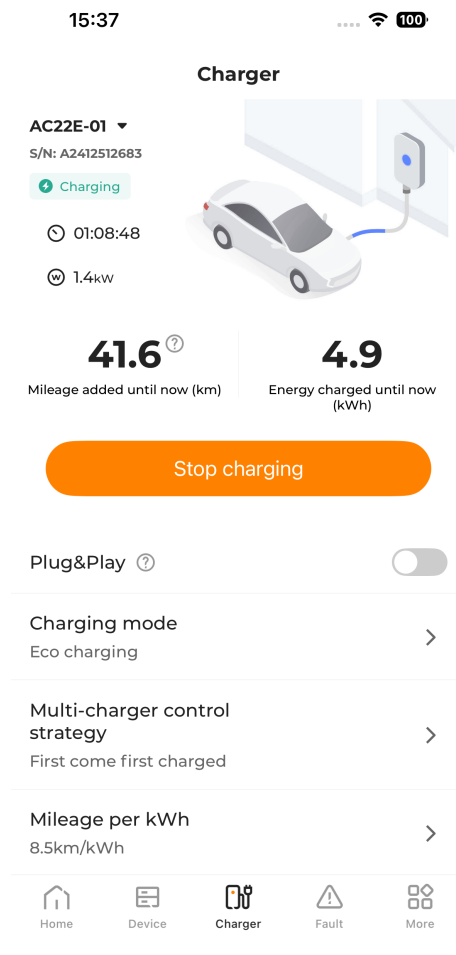 15:37
100
Charger
AC22E-01
S/N: A2412512683
Charging
01:08:48
W
1.4kW
41.6
?
4.9
Mileage added until now (km)
Energy charged until now
(kWh)
Stop charging
Plug&Play ?
Charging mode
Eco charging
Multi-charger control
strategy
First come first charged
Mileage per kWh
8.5km/kWh
Home
Device
Charger
Fault
More